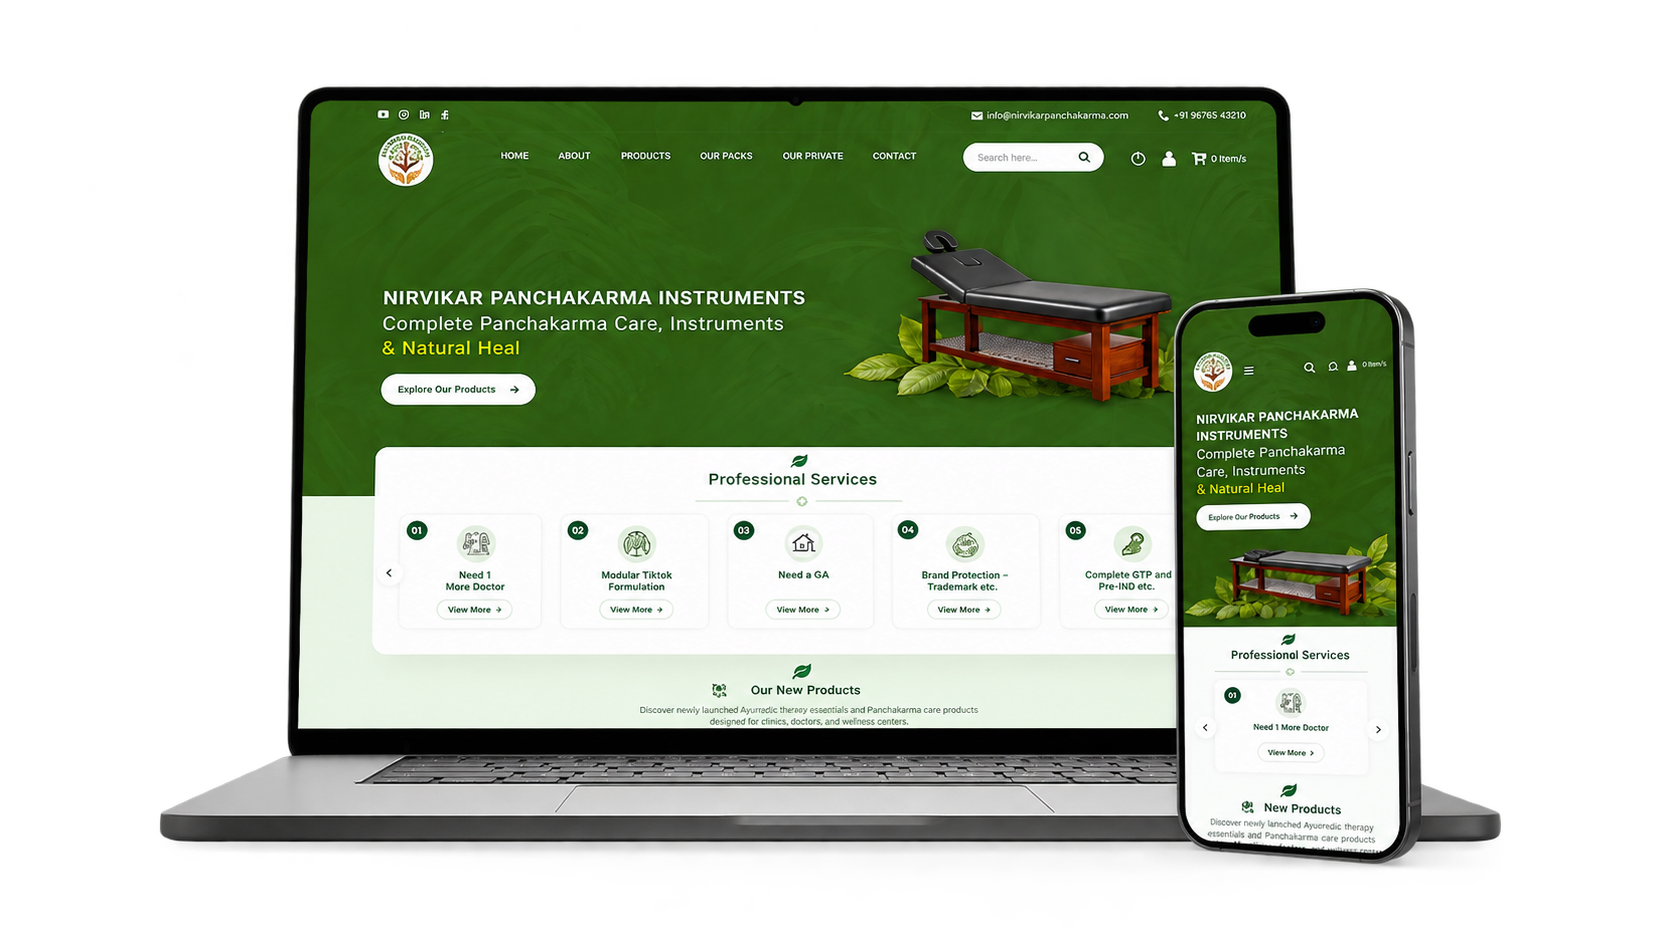 info@nirvikarpanchakarma.com
+91 96765 43210
HOME
ABOUT
PRODUCTS
OUR PACKS
OUR PRIVATE
CONTACT
Search here...
0 Item/s
NIRVIKAR PANCHAKARMA INSTRUMENTS
Complete Panchakarma Care, Instruments
& Natural Heal
Explore Our Products →
Professional Services
01
Need 1
More Doctor
View More →
02
Modular Tiktok
Formulation
View More →
03
Need a GA
View More →
04
Brand Protection –
Trademark etc.
View More →
05
Complete GTP and
Pre-IND etc.
View More →
Our New Products
Discover newly launched Ayurredic therapy essentials and Panchakarma care products
designed for clinics, doctors, and wellness centers.
0 Item/s
NIRVIKAR PANCHAKARMA
INSTRUMENTS
Complete Panchakarma
Care, Instruments
& Natural Heal
Explore Our Products →
Professional Services
01
Need 1 More Doctor
View More >
New Products
Discover newly lanschod Ayuoredic therapy
essentials and Panchakarma care products